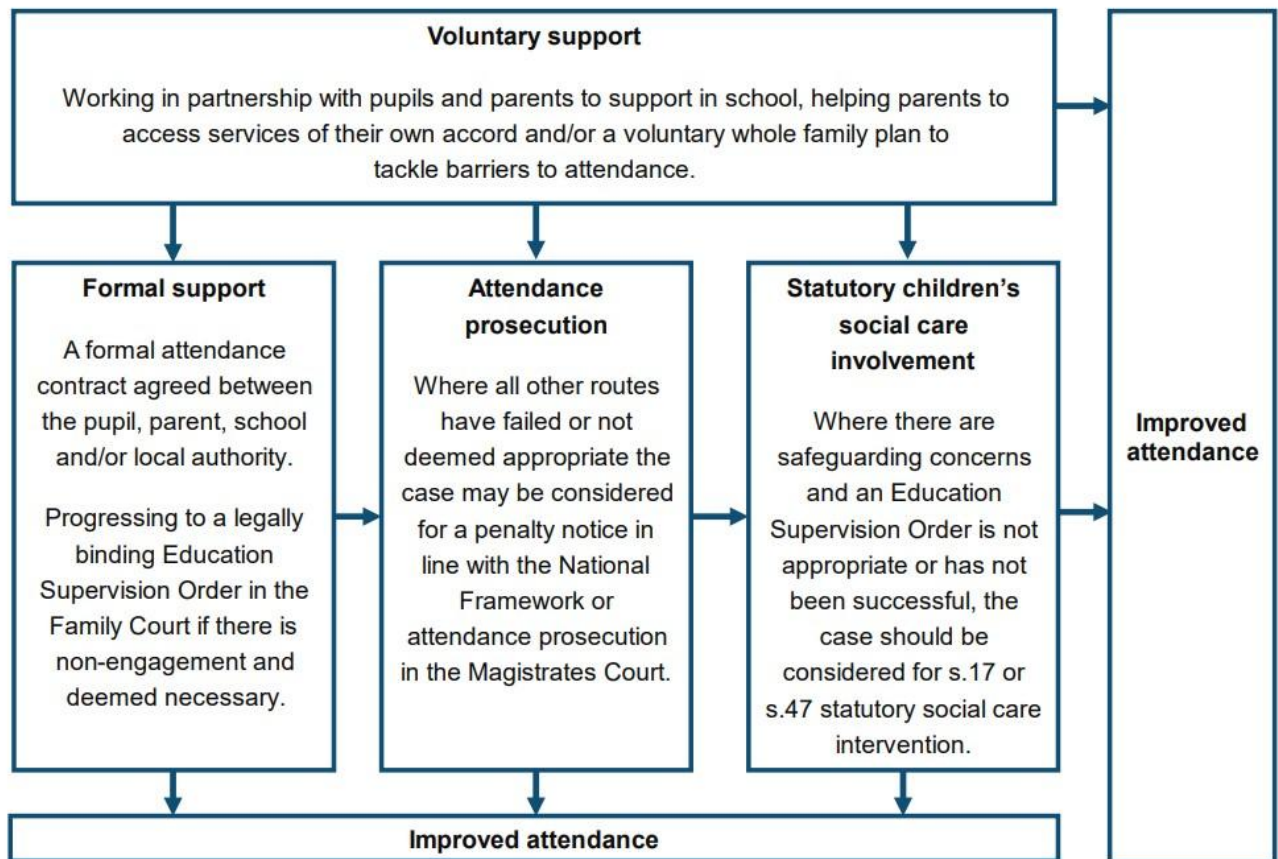 Voluntary support
Working in partnership with pupils and parents to support in school, helping parents to
access services of their own accord and/or a voluntary whole family plan to
tackle barriers to attendance.
Formal support
A formal attendance
contract agreed between
the pupil, parent, school
and/or local authority.
Progressing to a legally
binding Education
Supervision Order in the
Family Court if there is
non-engagement and
deemed necessary.
Attendance
prosecution
Where all other routes
have failed or not
deemed appropriate the
case may be considered
for a penalty notice in
line with the National
Framework or
attendance prosecution
in the Magistrates Court.
Statutory children’s
social care
involvement
Where there are
safeguarding concerns
and an Education
Supervision Order is not
appropriate or has not
been successful, the
case should be
considered for s.17 or
s.47 statutory social care
intervention.
Improved
attendance
Improved attendance